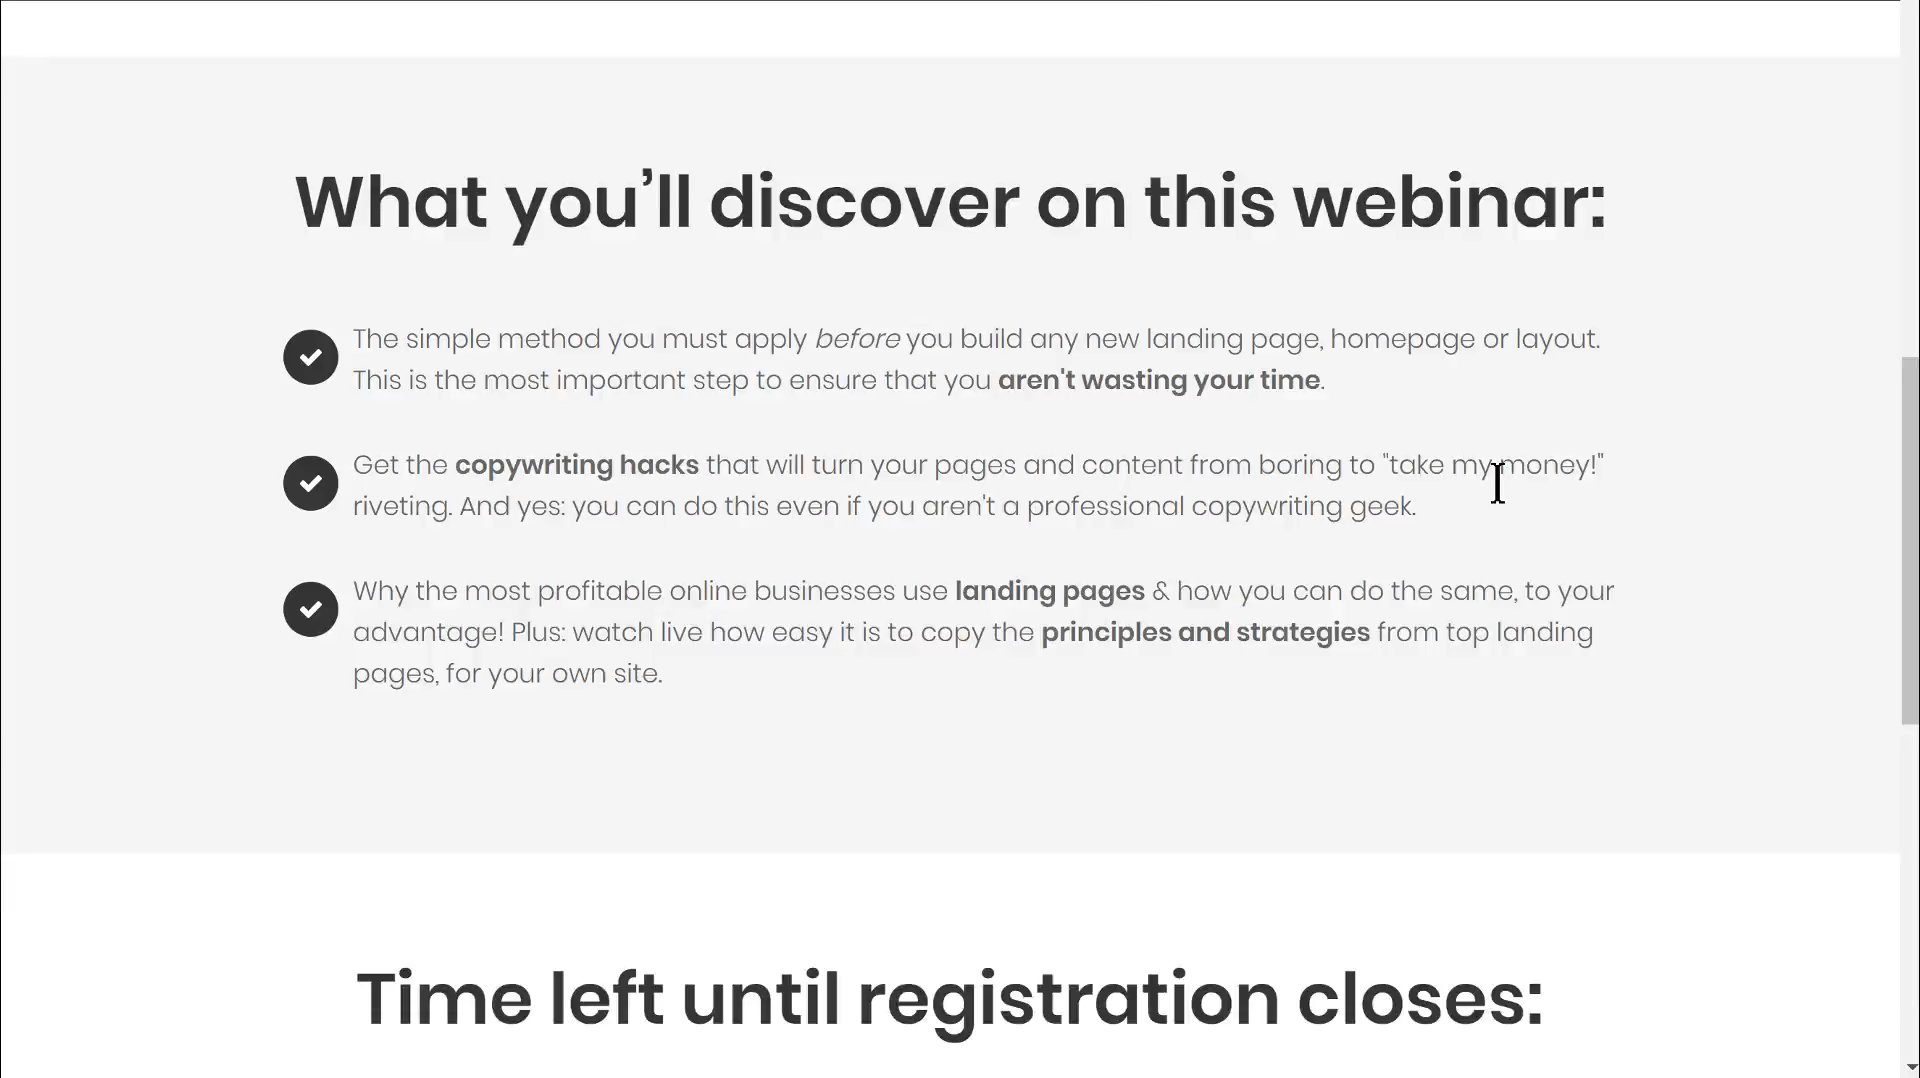 What you’ll discover on this webinar:
The simple method you must apply before you build any new landing page, homepage or layout.
This is the most important step to ensure that you aren't wasting your time.
Get the copywriting hacks that will turn your pages and content from boring to "take my money!"
riveting. And yes: you can do this even if you aren't a professional copywriting geek.
Why the most profitable online businesses use landing pages & how you can do the same, to your
advantage! Plus: watch live how easy it is to copy the principles and strategies from top landing
pages, for your own site.
Time left until registration closes: